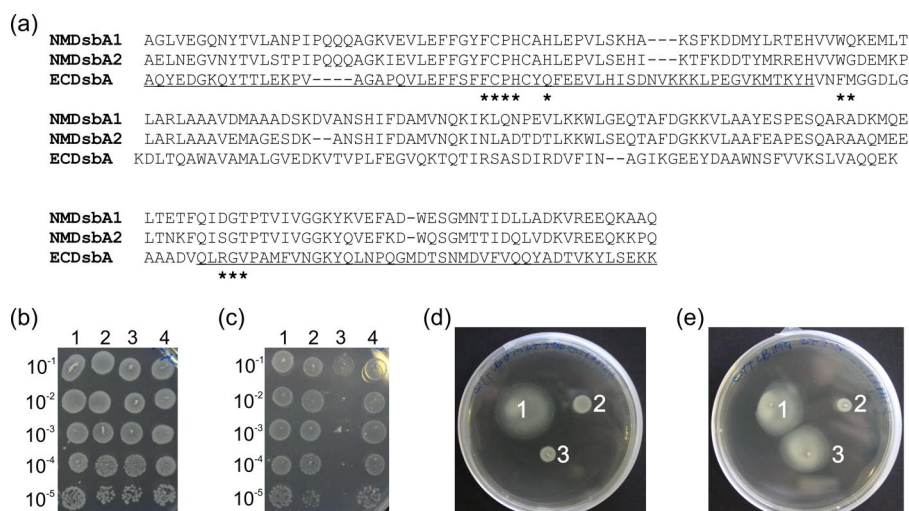 (a)
NMDsbA1 AGLVEGQNYTVLANPIPQQQAGKVEVLEFFGYFCPHCAHLEPVLSKHA---KSFKDDMYLRTEHVVWQKEMLT
NMDsbA2 AELNEGVNYTVLSTPIPQQQAGKVEVLEFFGYFCPHCAHLEPVLSEHI---KTFKDDTYMRREHVVWGDEMKP
ECDsbA AQYEDGKQYTTLEKPV----AGAPQVLEFFSFFCPHCYQFEEVLHISDNVKKKLPEGVKMTKYHVNFMGGDLG
**** * **
NMDsbA1 LARLAAAVDMAAADSKDVANSHIFDAMVNQKIKLQNPEVLKKWLGEQTAFDGKKVLAAYESPESQARADKMQE
NMDsbA2 LARLAAAVEMAGESDK--ANSHIFDAMVNQKINLADTDTLKKWLSEQTAFDGKKVLAAFEAPESQARAAQMEE
ECDsbA KDLTQAWAVAMALGVEDKVTVPLFEGVQKTQTIRSASDIRDVFIN--AGIKGEEYDAAWNSFVVKSLVAQQEK
NMDsbA1 LTETFQIDGTPTVIVGGKYKVEFAD-WESGMNTIDLLADKVREEQKAAQ
NMDsbA2 LTNKFQISGTPTVIVGGKYQVEFKD-WQSGMTTIDQLVDKVREEQKKPQ
ECDsbA AAADVQLRGVPAMFVNGKYQLNPQGMDTSNMDVFVQQYADTVKYLSEKK
***
(b) (c) (d) (e)
1 2 3 4 1 2 3 4
10⁻¹ 10⁻¹
10⁻² 10⁻²
10⁻³ 10⁻³
10⁻⁴ 10⁻⁴
10⁻⁵ 10⁻⁵
1 2 3
1 2 3